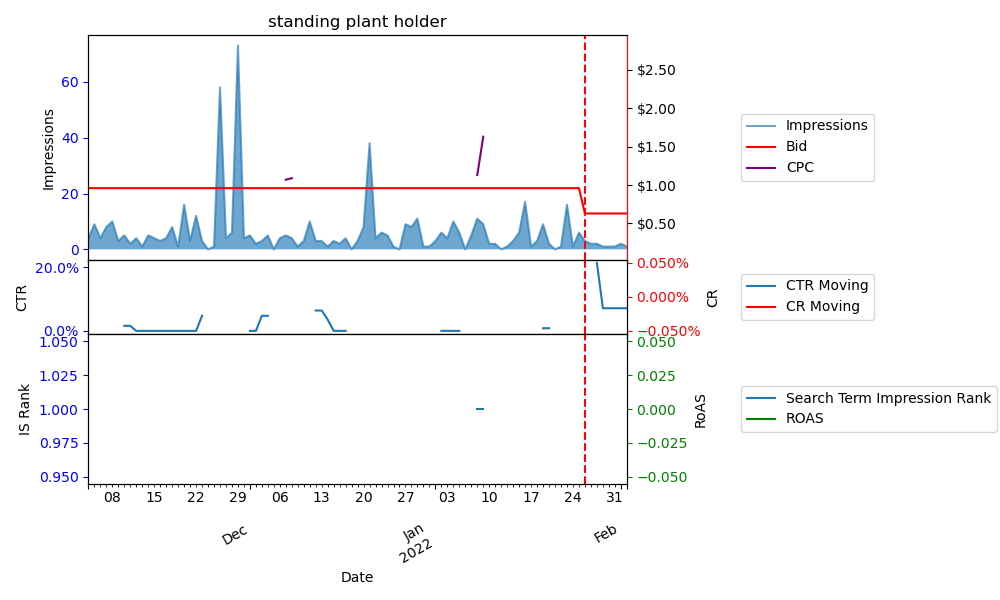 standing plant holder
Impressions
60
40
20
0
$2.50
$2.00
$1.50
$1.00
$0.50
Impressions
Bid
CPC
CTR
20.0%
0.0%
0.050%
0.000%
−0.050%
CR
CTR Moving
CR Moving
IS Rank
1.050
1.025
1.000
0.975
0.950
0.050
0.025
0.000
−0.025
−0.050
RoAS
Search Term Impression Rank
ROAS
08 15 22 29 06 13 20 27 03 10 17 24 31
Dec Jan Feb
2022
Date